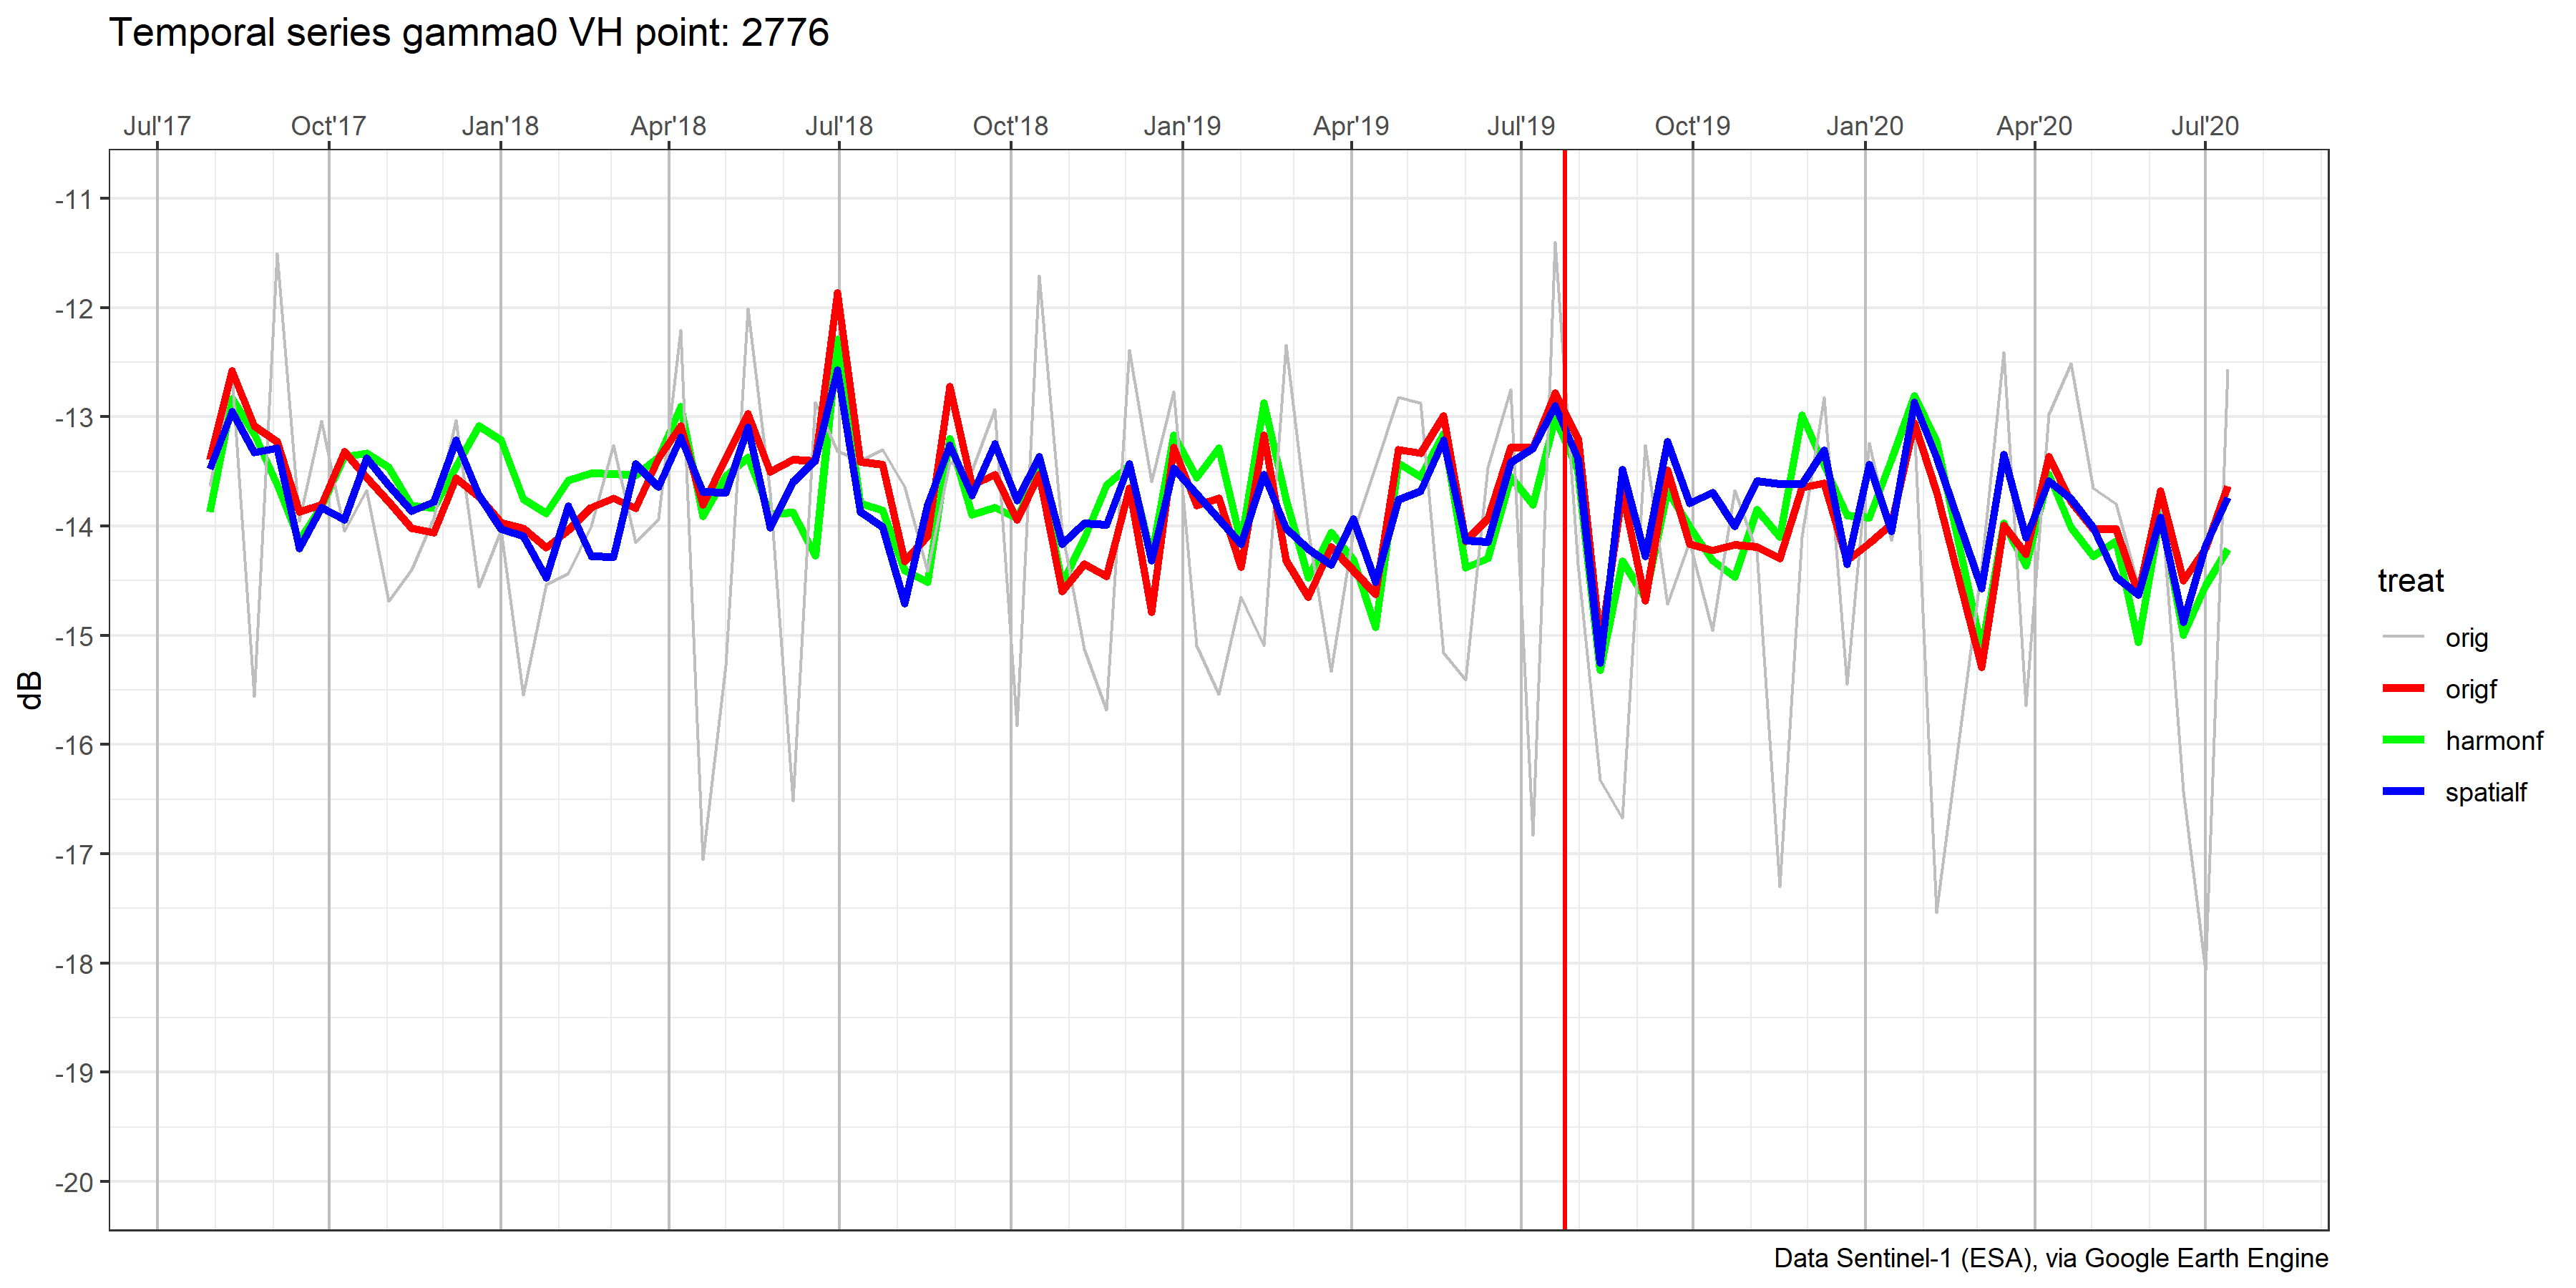 Temporal series gamma0 VH point: 2776
Jul'17 Oct'17 Jan'18 Apr'18 Jul'18 Oct'18 Jan'19 Apr'19 Jul'19 Oct'19 Jan'20 Apr'20 Jul'20
-11
-12
-13
-14
-15
-16
-17
-18
-19
-20
dB
treat
orig
origf
harmonf
spatialf
Data Sentinel-1 (ESA), via Google Earth Engine